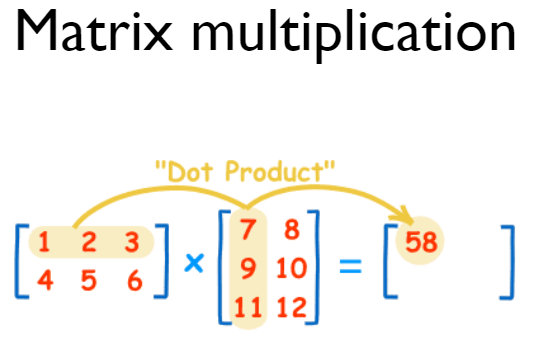 Matrix multiplication
"Dot Product"
[ 1 2 3 ] × [ 7 8 ] = [ 58 ]
4 5 6 9 10
11 12